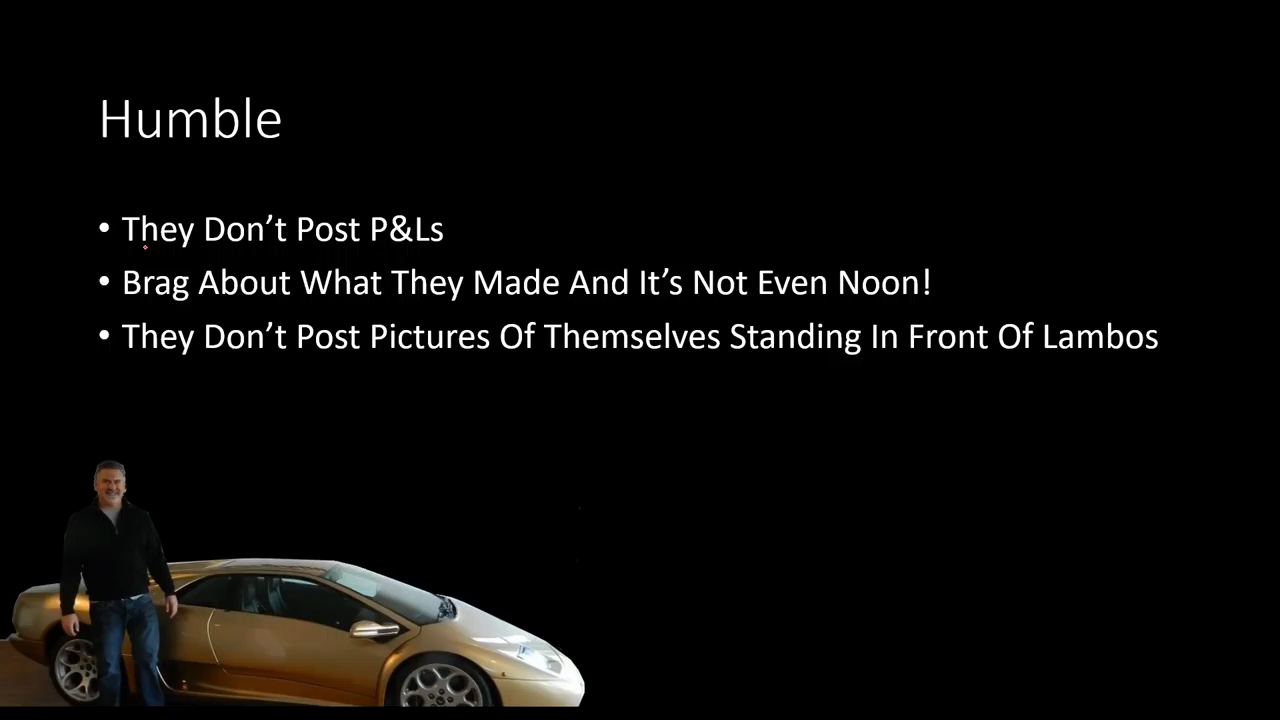 Humble
• They Don’t Post P&Ls
• Brag About What They Made And It’s Not Even Noon!
• They Don’t Post Pictures Of Themselves Standing In Front Of Lambos